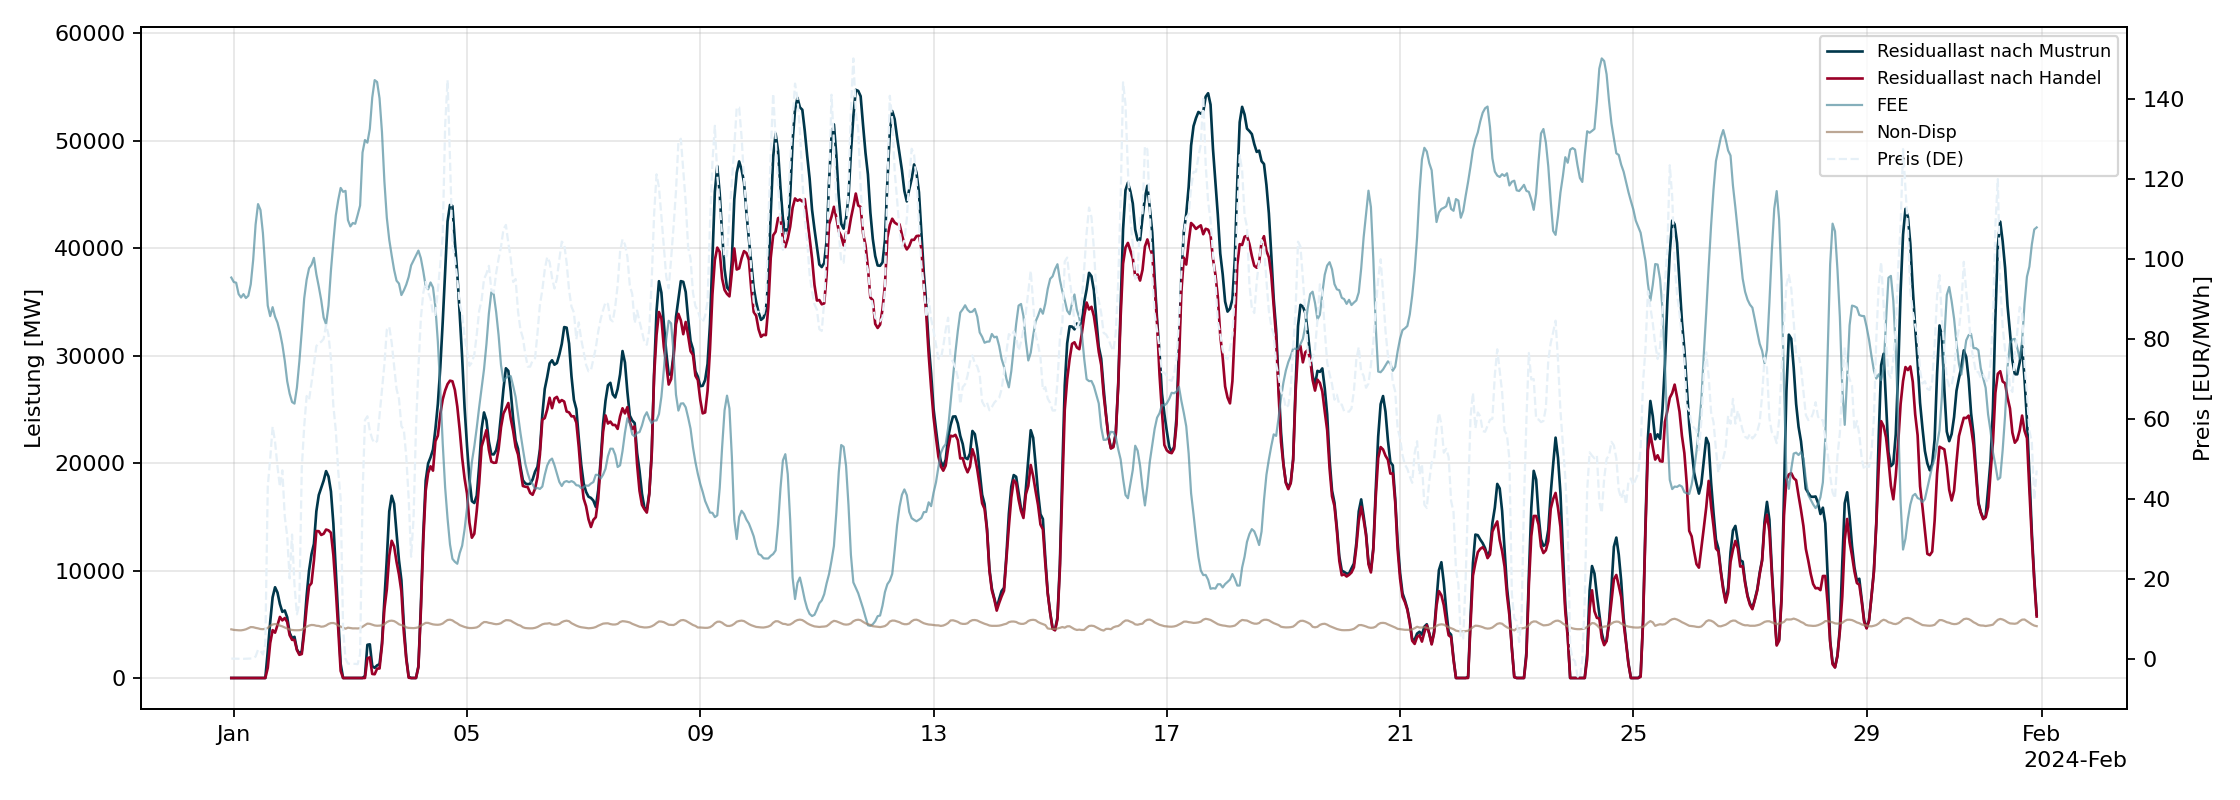 60000
50000
40000
30000
20000
10000
0
Leistung [MW]
Residuallast nach Mustrun
Residuallast nach Handel
FEE
Non-Disp
Preis (DE)
140
120
100
80
60
40
20
0
Preis [EUR/MWh]
Jan 05 09 13 17 21 25 29 Feb
2024-Feb